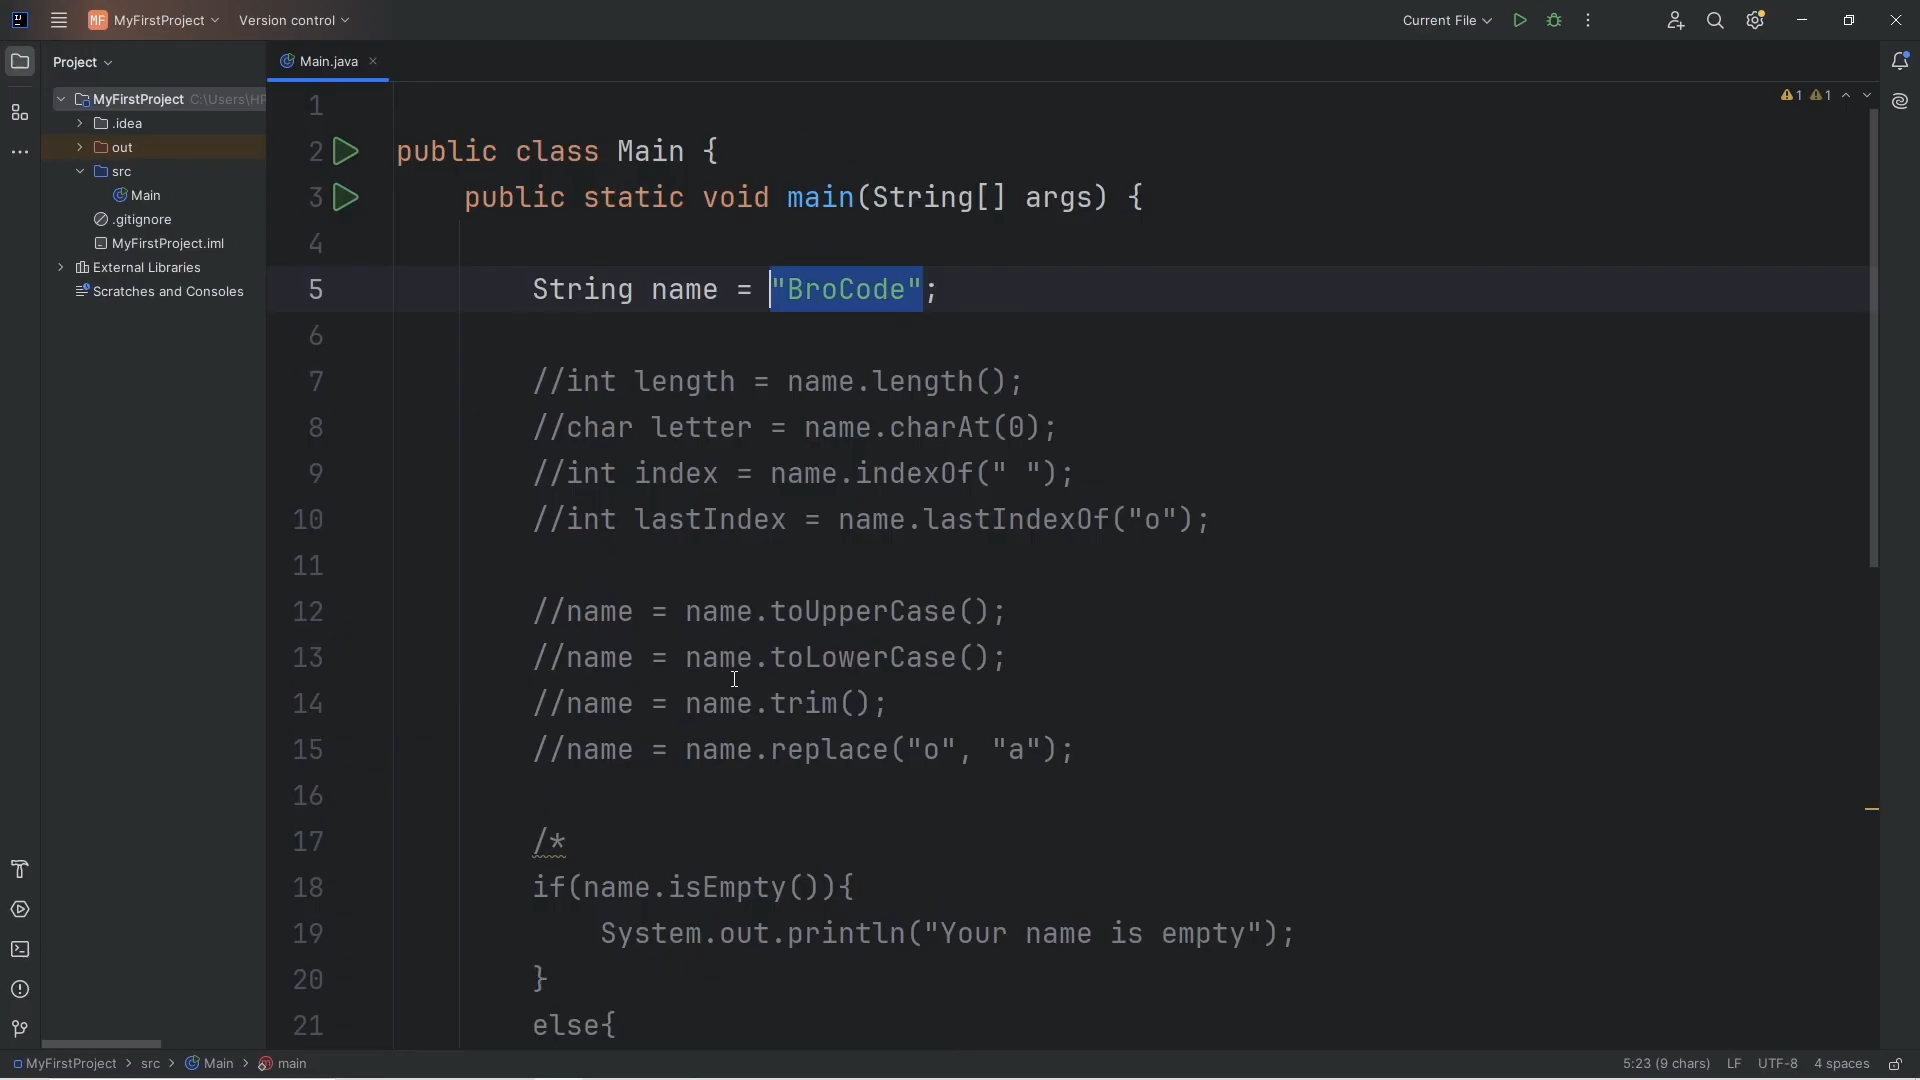 MF MyFirstProject Version control Current File
Project Main.java
MyFirstProject C:\Users\HP
.idea
out
src
Main
.gitignore
MyFirstProject.iml
External Libraries
Scratches and Consoles
1 1
1
2 public class Main {
3 public static void main(String[] args) {
4
5 String name = "BroCode";
6
7 //int length = name.length();
8 //char letter = name.charAt(0);
9 //int index = name.indexOf(" ");
10 //int lastIndex = name.lastIndexOf("o");
11
12 //name = name.toUpperCase();
13 //name = name.toLowerCase();
14 //name = name.trim();
15 //name = name.replace("o", "a");
16
17 /*
18 if(name.isEmpty()){
19 System.out.println("Your name is empty");
20 }
21 else{
MyFirstProject > src > Main > main 5:23 (9 chars) LF UTF-8 4 spaces